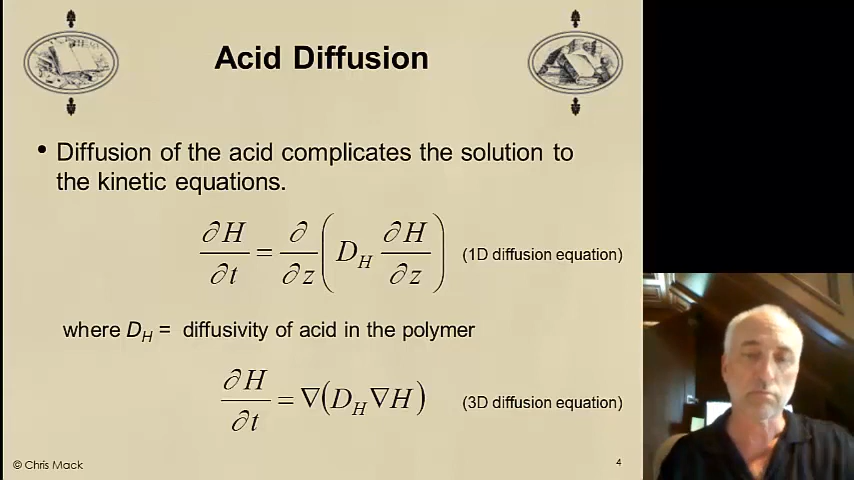 Acid Diffusion
• Diffusion of the acid complicates the solution to
the kinetic equations.
∂H/∂t = ∂/∂z (D_H ∂H/∂z) (1D diffusion equation)
where D_H = diffusivity of acid in the polymer
∂H/∂t = ∇(D_H ∇H) (3D diffusion equation)
© Chris Mack
4